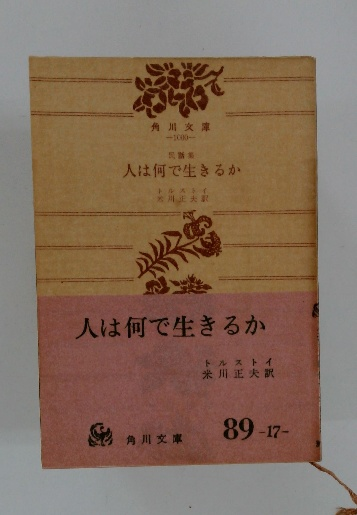 角川文庫
—1009—
民話集
人は何で生きるか
トルストイ
米川正夫訳
人は何で生きるか
トルストイ
米川正夫訳
角川文庫
89-17-